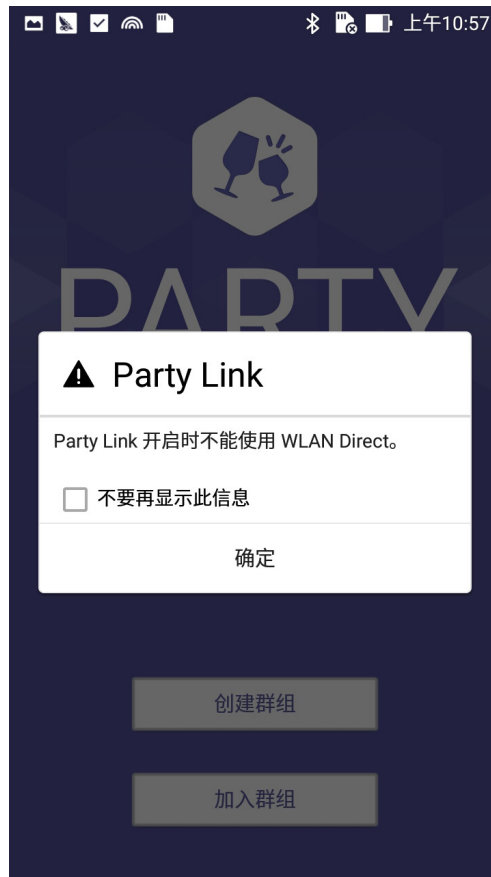 上午10:57
PARTY
Party Link
Party Link 开启时不能使用 WLAN Direct。
不要再显示此信息
确定
创建群组
加入群组